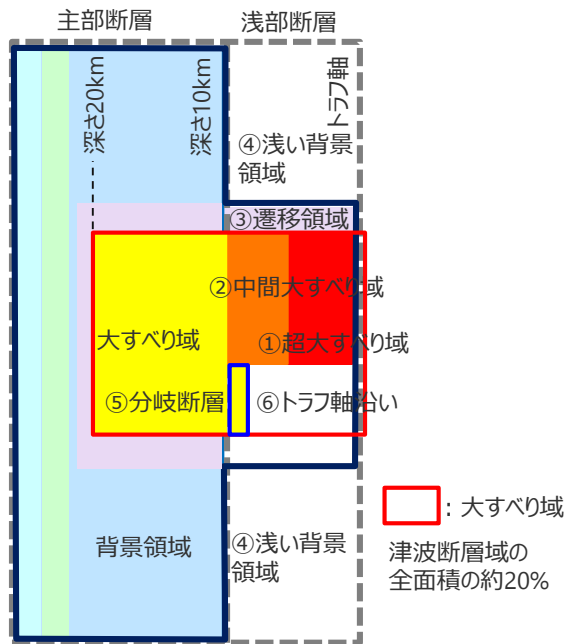 主部断層
浅部断層
深さ20km
深さ10km
トラフ軸
④浅い背景
領域
③遷移領域
②中間大すべり域
大すべり域
①超大すべり域
⑤分岐断層
⑥トラフ軸沿い
背景領域
④浅い背景
領域
：大すべり域
津波断層域の
全面積の約20%